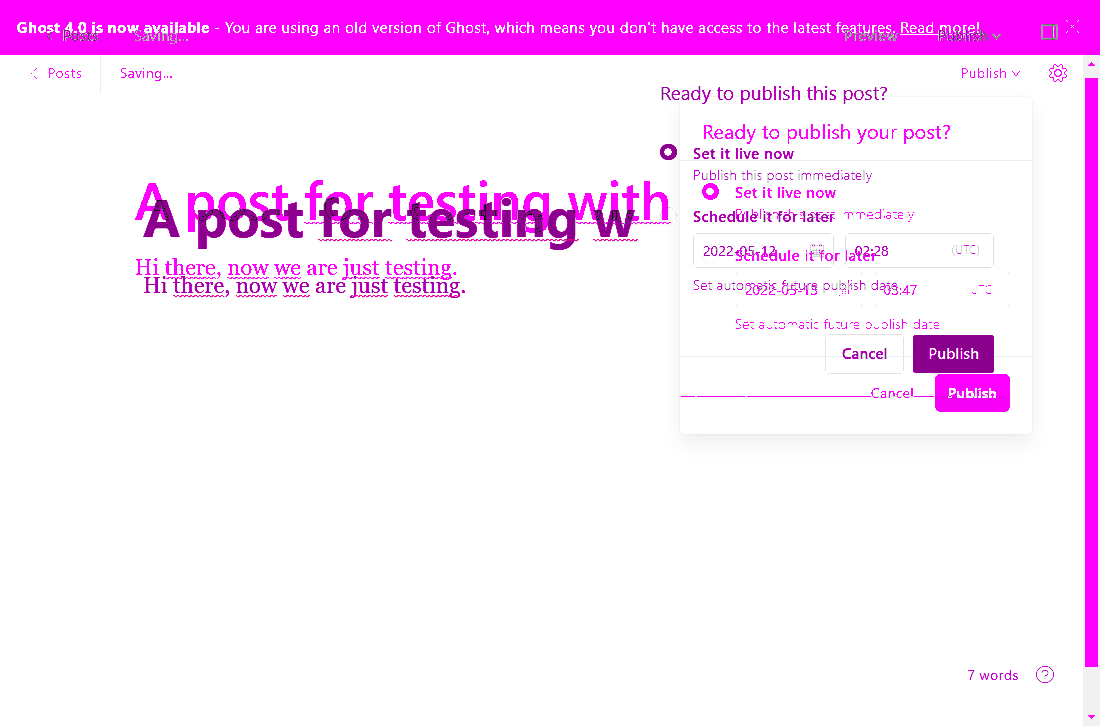 Ghost 4.0 is now available - You are using an old version of Ghost, which means you don't have access to the latest features. Read more!
Posts Saving... Preview Publish
Posts Saving... Publish
Ready to publish this post?
Ready to publish your post?
Set it live now
Publish this post immediately
Set it live now
Publish this post immediately
Schedule it for later
2022-05-12 02:28 (UTC)
Schedule it for later
Set automatic future publish date
2022-05-13 03:47 UTC
Set automatic future publish date
Cancel Publish
Cancel Publish
A post for testing with
A post for testing w
Hi there, now we are just testing.
Hi there, now we are just testing.
7 words
?